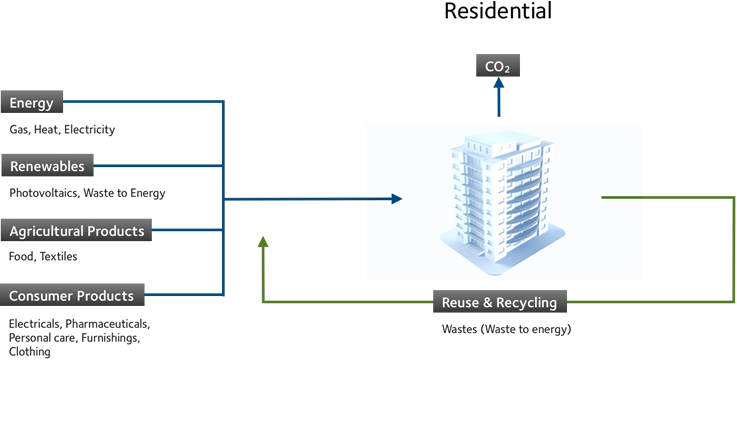 Residential
CO₂
Energy
Gas, Heat, Electricity
Renewables
Photovoltaics, Waste to Energy
Agricultural Products
Food, Textiles
Consumer Products
Electricals, Pharmaceuticals,
Personal care, Furnishings,
Clothing
Reuse & Recycling
Wastes (Waste to energy)